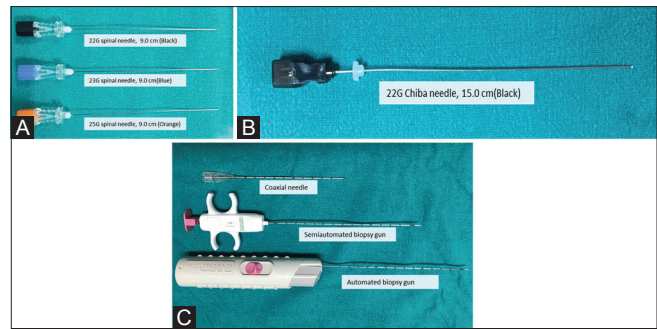 22G spinal needle, 9.0 cm (Black)
23G spinal needle, 9.0 cm(Blue)
25G spinal needle, 9.0 cm (Orange)
A
22G Chiba needle, 15.0 cm(Black)
B
Coaxial needle
Semiautomated biopsy gun
Automated biopsy gun
C